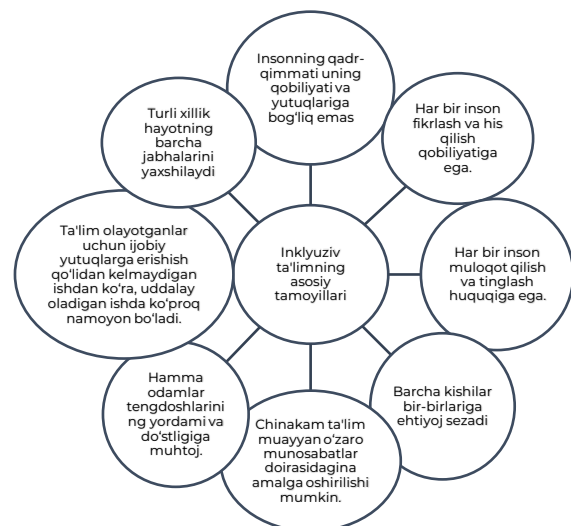 Insonning qadr-
qimmati uning
qobiliyati va
yutuqlariga
bog‘liq emas
Har bir inson
fikrlash va his
qilish
qobiliyatiga
ega.
Har bir inson
muloqot qilish
va tinglash
huquqiga ega.
Barcha kishilar
bir-birlariga
ehtiyoj sezadi
Chinakam ta'lim
muayyan o‘zaro
munosabatlar
doirasidagina
amalga oshirilishi
mumkin.
Hamma
odamlar
tengdoshlarini
ng yordami va
do‘stligiga
muhtoj.
Ta'lim olayotganlar
uchun ijobiy
yutuqlarga erishish
qo‘lidan kelmaydigan
ishdan ko‘ra, uddalay
oladigan ishda ko‘proq
namoyon bo‘ladi.
Turli xillik
hayotning
barcha
jabhalarini
yaxshilaydi
Inklyuziv
ta'limning
asosiy
tamoyillari